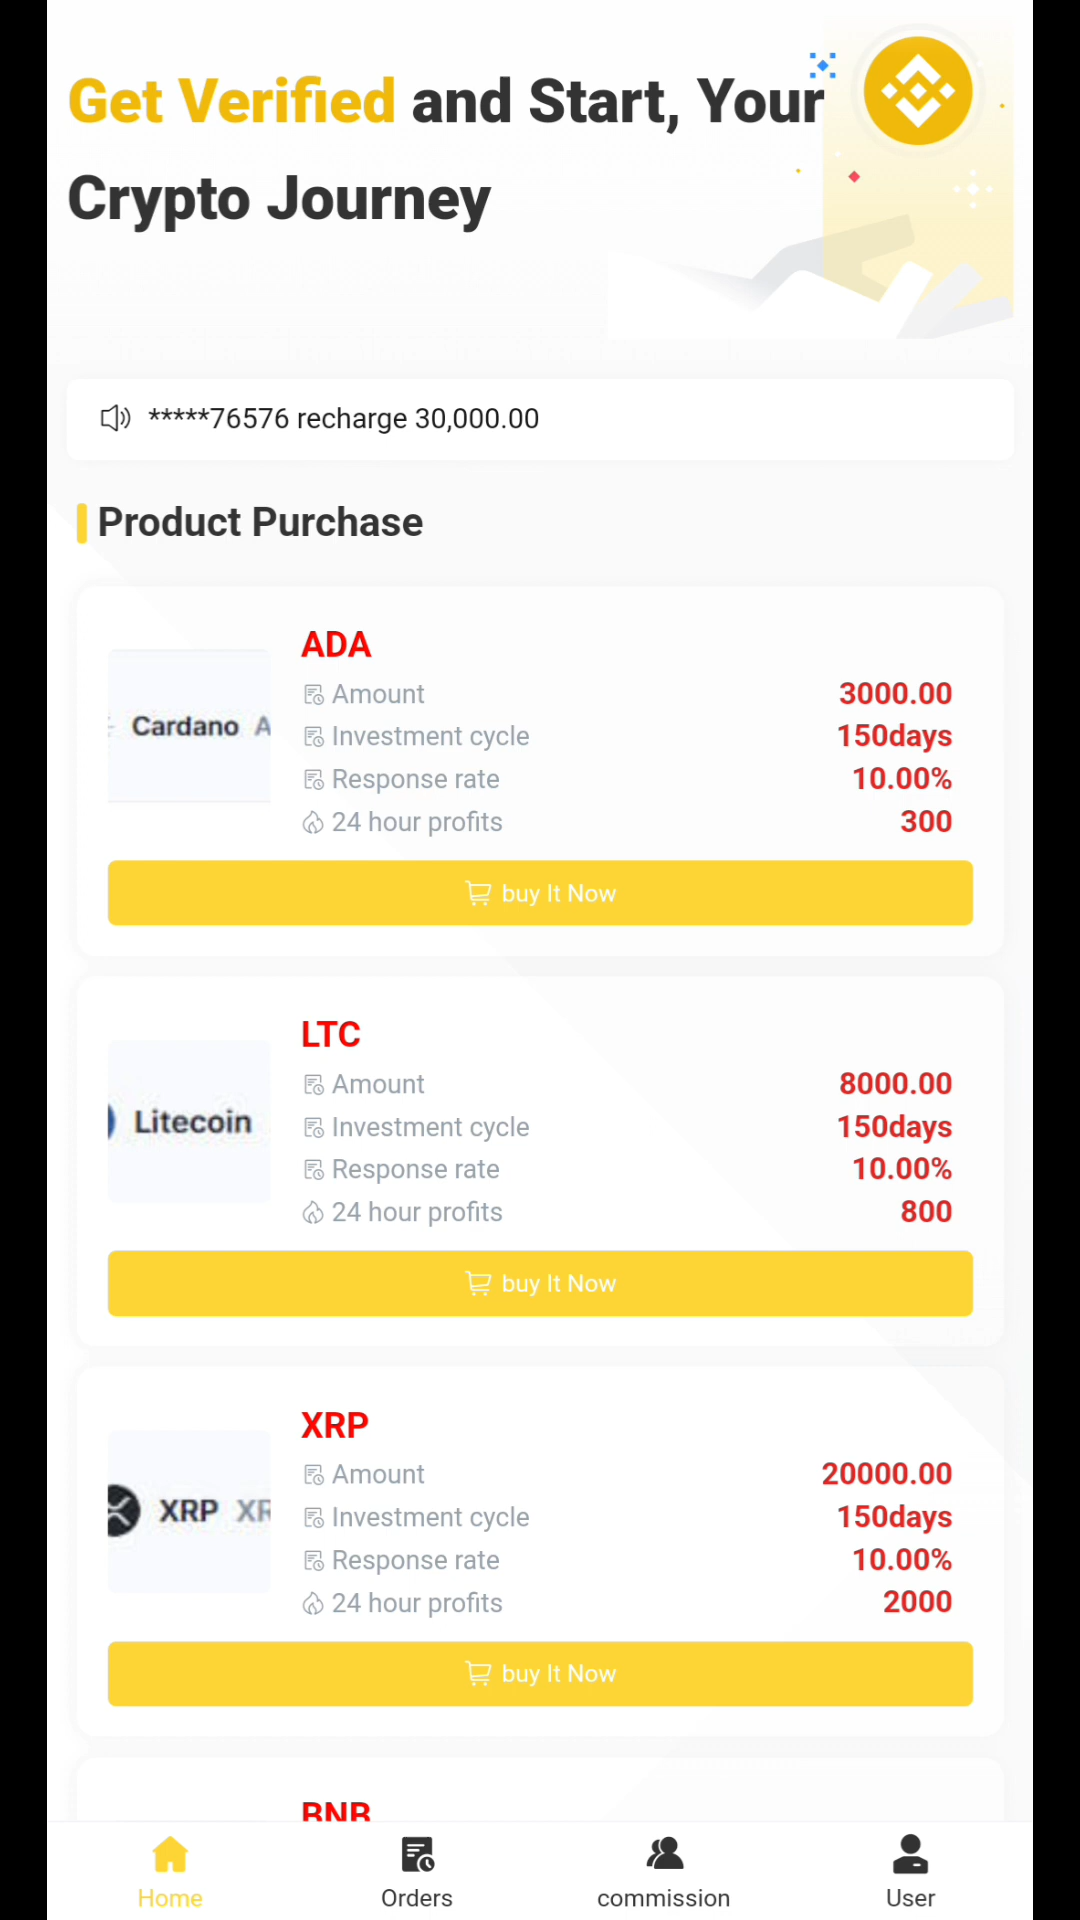 Get Verified and Start, Your
Crypto Journey
*****76576 recharge 30,000.00
Product Purchase
ADA
Cardano A
Amount 3000.00
Investment cycle 150days
Response rate 10.00%
24 hour profits 300
buy It Now
LTC
Litecoin
Amount 8000.00
Investment cycle 150days
Response rate 10.00%
24 hour profits 800
buy It Now
XRP
XRP XR
Amount 20000.00
Investment cycle 150days
Response rate 10.00%
24 hour profits 2000
buy It Now
BNB
Home Orders commission User